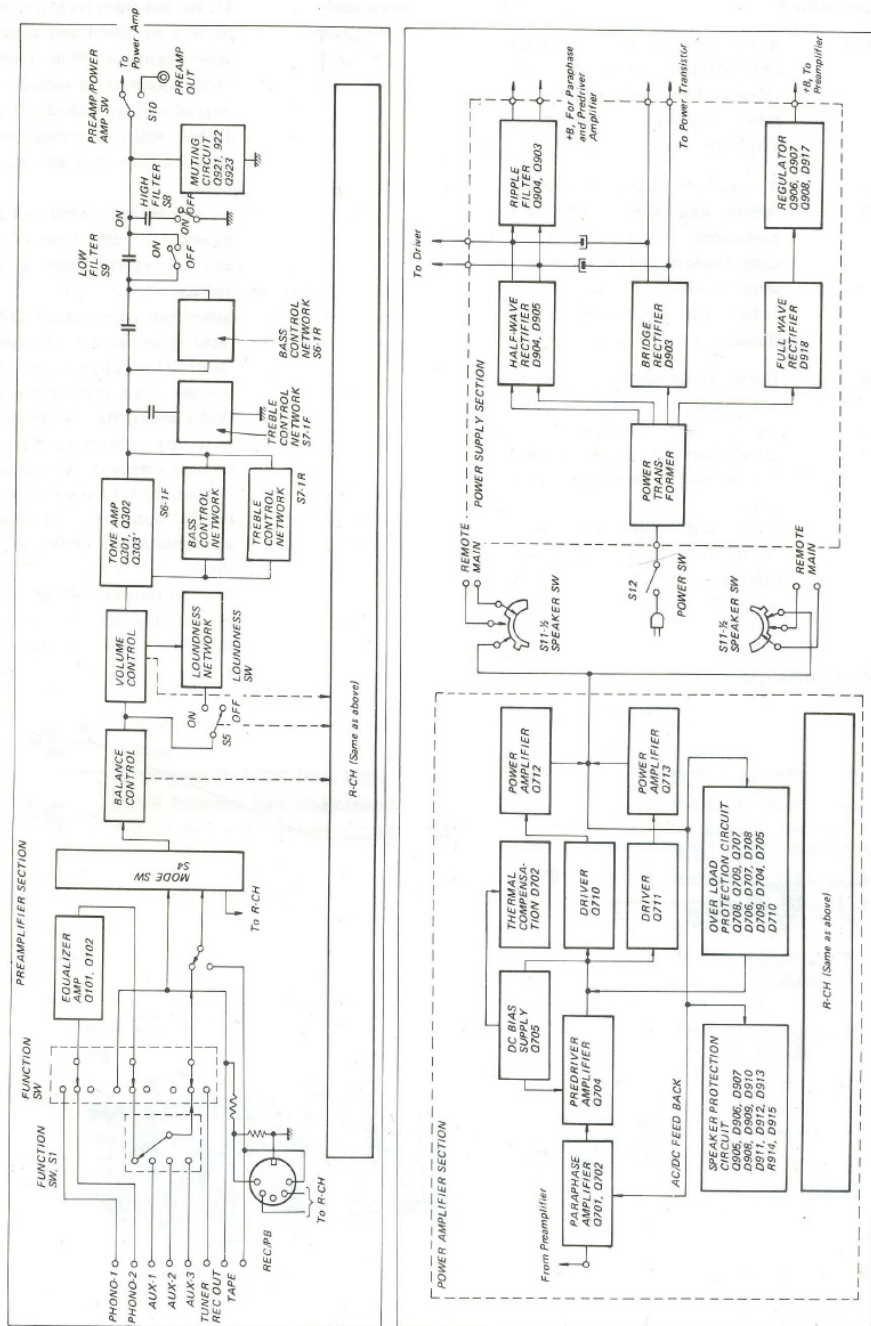 PREAMPLIFIER SECTION
PHONO-1
PHONO-2
AUX-1
AUX-2
AUX-3
TUNER
REC OUT
TAPE
FUNCTION
SW, S1
FUNCTION
SW
REC/PB
To R-CH
EQUALIZER
AMP
Q101, Q102
MODE SW
S4
To R-CH
BALANCE
CONTROL
VOLUME
CONTROL
ON
OFF
S5
LOUDNESS
NETWORK
LOUDNESS
SW
TONE AMP
Q301, Q302
Q303'
S6-1F
BASS
CONTROL
NETWORK
TREBLE
CONTROL
NETWORK
S7-1R
TREBLE
CONTROL
NETWORK
S7-1F
BASS
CONTROL
NETWORK
S6-1R
LOW
FILTER
S9
ON
ON
OFF
HIGH
FILTER
S8
ON
OFF
MUTING
CIRCUIT
Q921, 922
Q923
PREAMP/POWER
AMP SW
To
Power Amp
S10
PREAMP
OUT
R-CH (Same as above)
POWER AMPLIFIER SECTION
From Preamplifier
PARAPHASE
AMPLIFIER
Q701, Q702
PREDRIVER
AMPLIFIER
Q704
DC BIAS
SUPPLY
Q705
THERMAL
COMPENSA-
TION D702
DRIVER
Q710
DRIVER
Q711
POWER
AMPLIFIER
Q712
POWER
AMPLIFIER
Q713
AC/DC FEED BACK
SPEAKER PROTECTION
CIRCUIT
Q905, D906, D907
D908, D909, D910
D911, D912, D913
R914, D915
OVER LOAD
PROTECTION CIRCUIT
Q708, Q709, Q707
D706, D707, D708
D709, D704, D705
D710
R-CH (Same as above)
S11-½
SPEAKER SW
REMOTE
MAIN
S12
POWER SW
S11-½
SPEAKER SW
REMOTE
MAIN
POWER SUPPLY SECTION
POWER
TRANS-
FORMER
HALF-WAVE
RECTIFIER
D904, D905
BRIDGE
RECTIFIER
D903
FULL WAVE
RECTIFIER
D918
To Driver
RIPPLE
FILTER
Q904, Q903
+B, For Paraphase
and Predriver
Amplifier
To Power Transistor
REGULATOR
Q906, Q907
Q908, D917
+B, To
Preamplifier